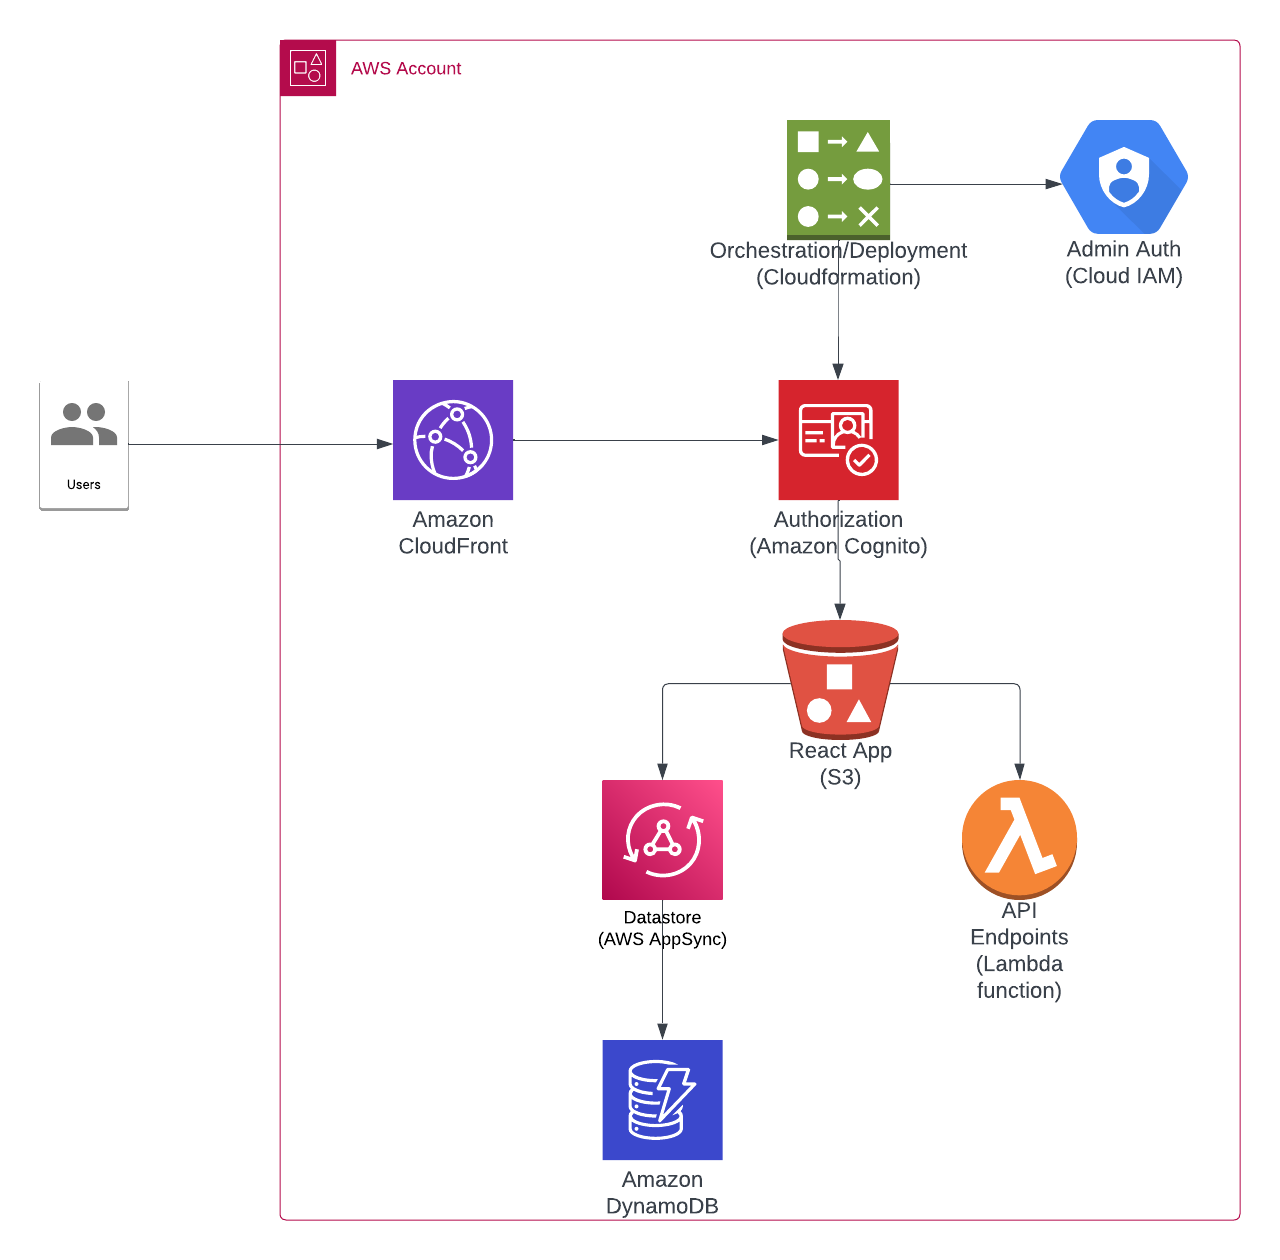 AWS Account
Orchestration/Deployment
(Cloudformation)
Admin Auth
(Cloud IAM)
Users
Amazon
CloudFront
Authorization
(Amazon Cognito)
React App
(S3)
Datastore
(AWS AppSync)
API
Endpoints
(Lambda
function)
Amazon
DynamoDB